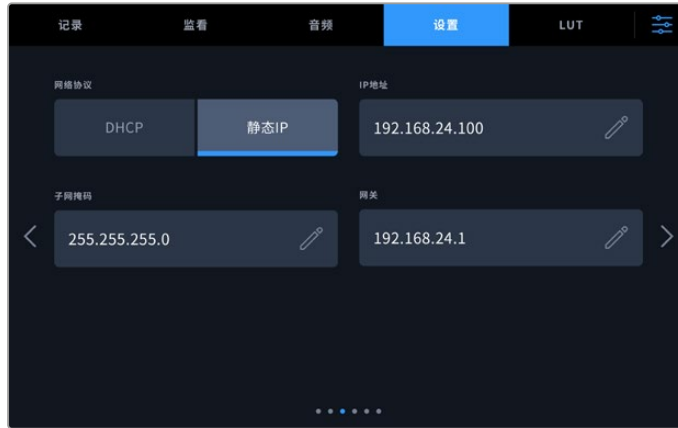 记录 监看 音频 设置 LUT
网络协议 IP地址
DHCP 静态IP 192.168.24.100
子网掩码 网关
255.255.255.0 192.168.24.1